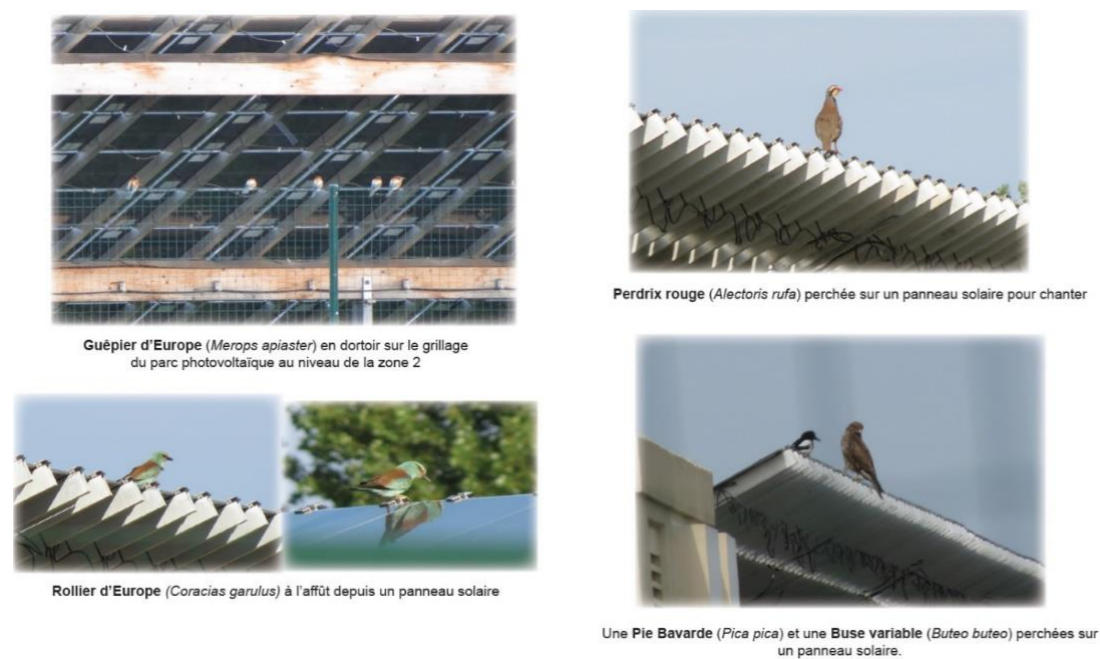 Guêpier d'Europe (Merops apiaster) en dortoir sur le grillage
du parc photovoltaïque au niveau de la zone 2
Rollier d'Europe (Coracias garulus) à l'affût depuis un panneau solaire
Perdrix rouge (Alectoris rufa) perchée sur un panneau solaire pour chanter
Une Pie Bavarde (Pica pica) et une Buse variable (Buteo buteo) perchées sur
un panneau solaire.